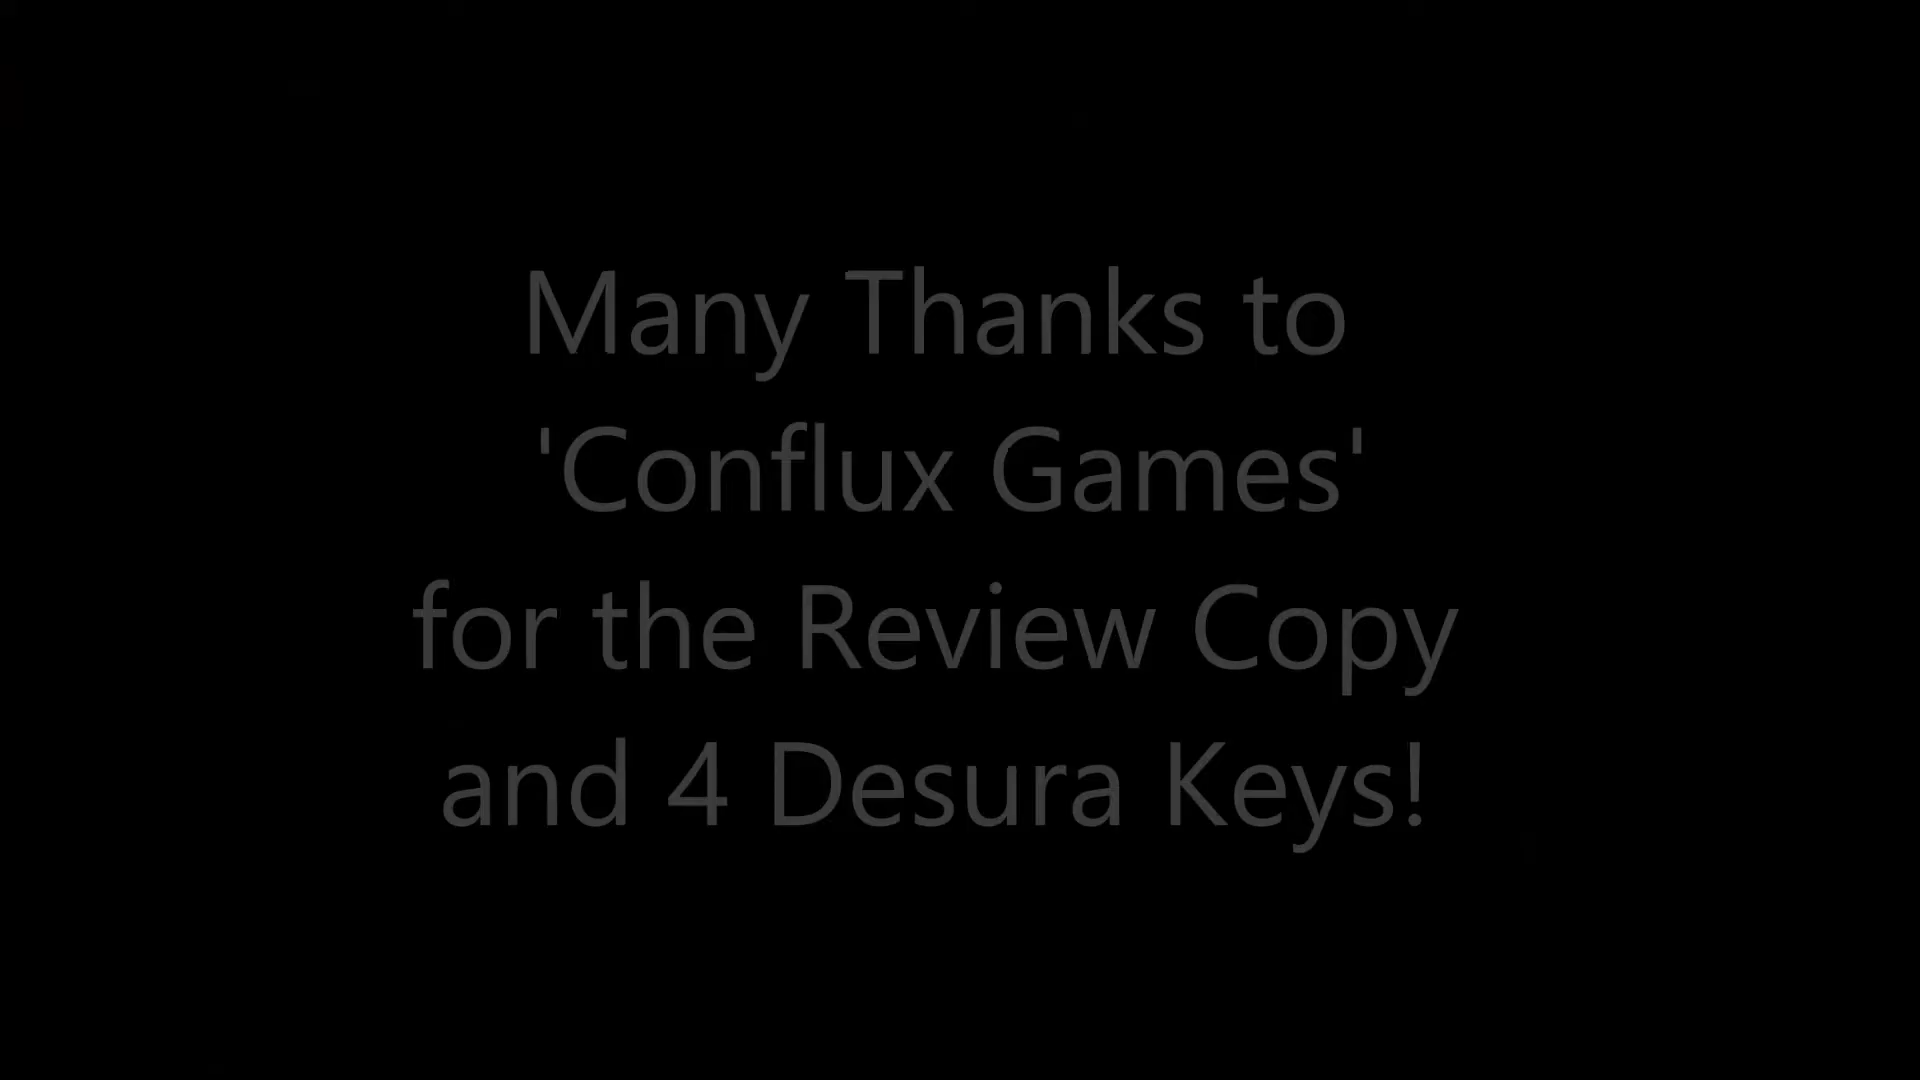 Many Thanks to
'Conflux Games'
for the Review Copy
and 4 Desura Keys!